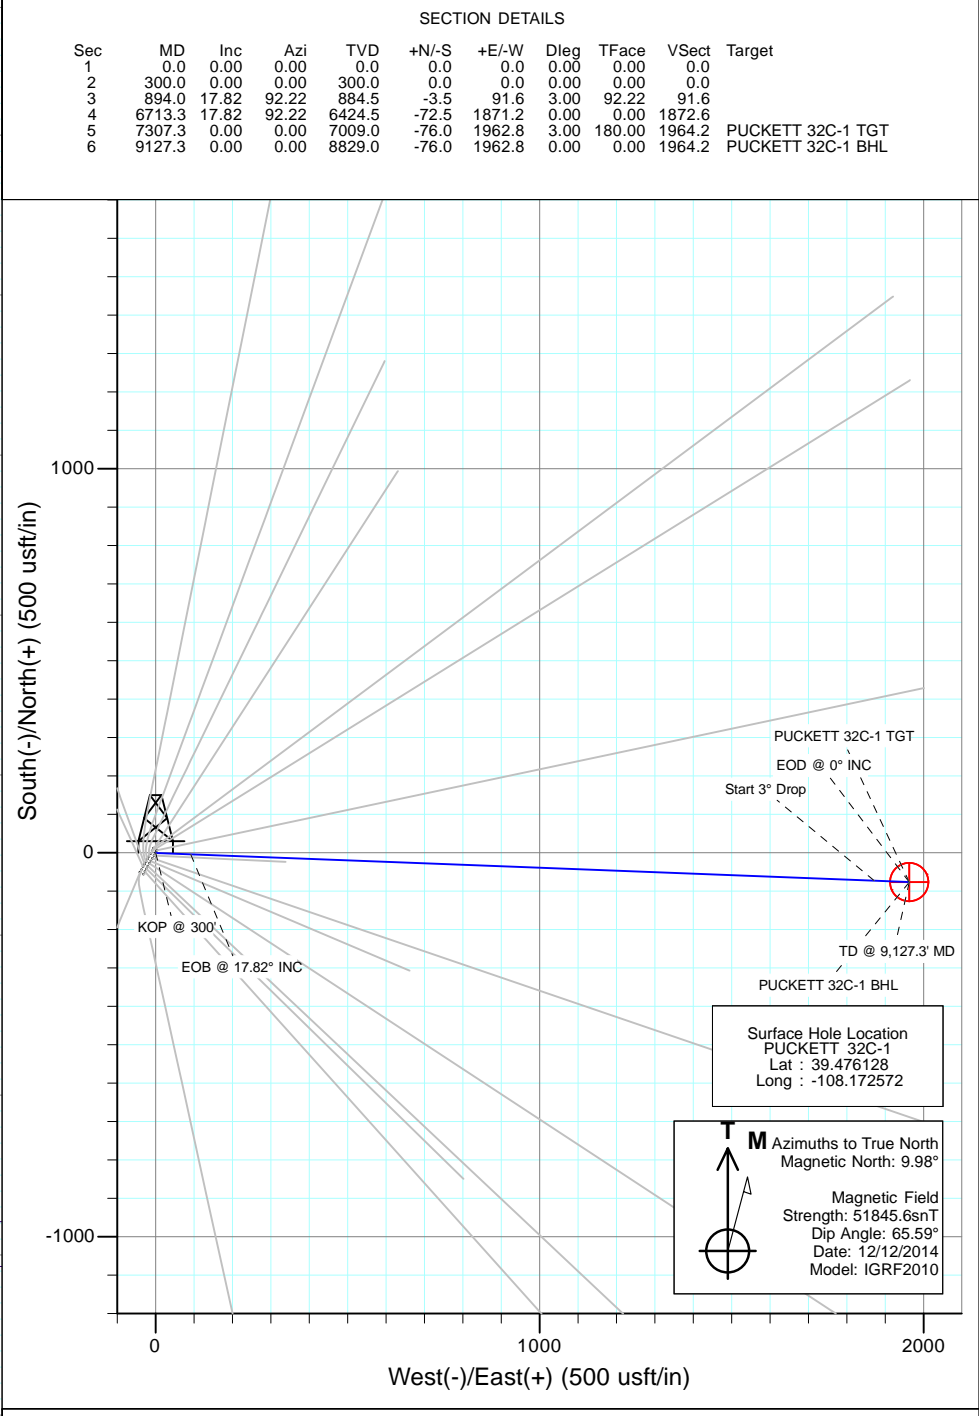 SECTION DETAILS
Sec MD Inc Azi TVD +N/-S +E/-W Dleg TFace VSect Target
1 0.0 0.00 0.00 0.0 0.0 0.0 0.00 0.00 0.0
2 300.0 0.00 0.00 300.0 0.0 0.0 0.00 0.00 0.0
3 894.0 17.82 92.22 884.5 -3.5 91.6 3.00 92.22 91.6
4 6713.3 17.82 92.22 6424.5 -72.5 1871.2 0.00 0.00 1872.6
5 7307.3 0.00 0.00 7009.0 -76.0 1962.8 3.00 180.00 1964.2 PUCKETT 32C-1 TGT
6 9127.3 0.00 0.00 8829.0 -76.0 1962.8 0.00 0.00 1964.2 PUCKETT 32C-1 BHL
1000
0
-1000
South(-)/North(+) (500 usft/in)
PUCKETT 32C-1 TGT
EOD @ 0° INC
Start 3° Drop
KOP @ 300'
EOB @ 17.82° INC
TD @ 9,127.3' MD
PUCKETT 32C-1 BHL
Surface Hole Location
PUCKETT 32C-1
Lat : 39.476128
Long : -108.172572
T
M
Azimuths to True North
Magnetic North: 9.98°
Magnetic Field
Strength: 51845.6snT
Dip Angle: 65.59°
Date: 12/12/2014
Model: IGRF2010
0 1000 2000
West(-)/East(+) (500 usft/in)